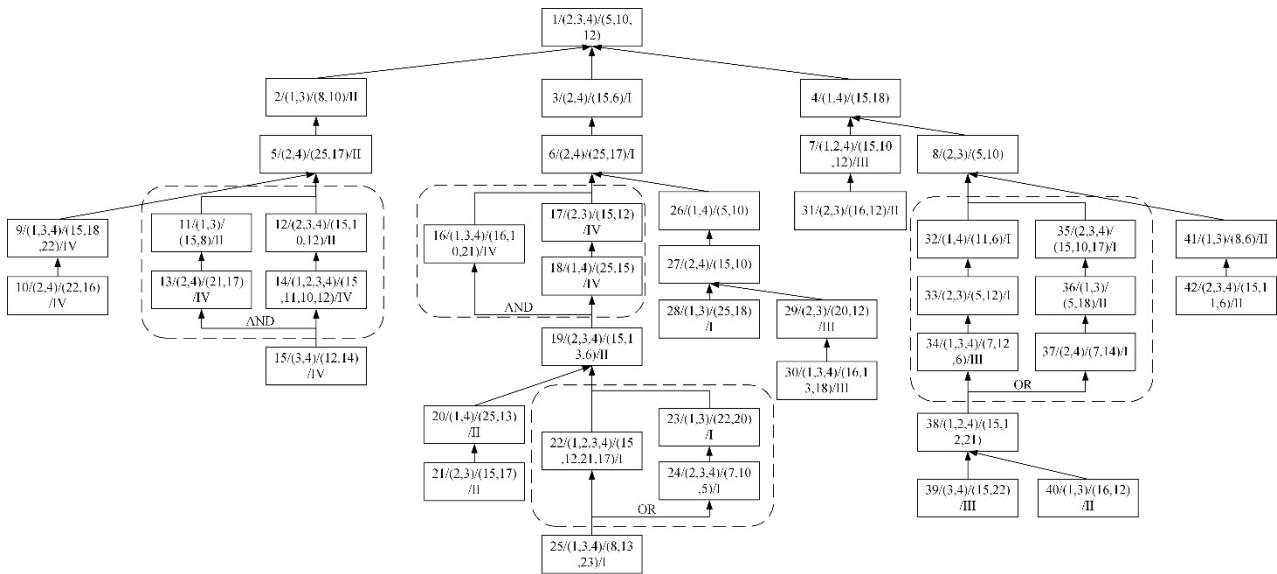 1/(2,3,4)/(5,10,
12)
2/(1,3)/(8,10)/II
3/(2,4)/(15,6)/I
4/(1,4)/(15,18)
5/(2,4)/(25,17)/II
6/(2,4)/(25,17)/I
7/(1,2,4)/(15,10
,12)/III
8/(2,3)/(5,10)
9/(1,3,4)/(15,18
,22)/IV
10/(2,4)/(22,16)
/IV
11/(1,3)/
(15,8)/II
12/(2,3,4)/(15,1
0,12)/II
13/(2,4)/(21,17)
/IV
14/(1,2,3,4)/(15
,11,10,12)/IV
AND
15/(3,4)/(12,14)
/IV
16/(1,3,4)/(16,1
0,21)/IV
17/(2,3)/(15,12)
/IV
18/(1,4)/(25,15)
/IV
AND
19/(2,3,4)/(15,1
3,6)/II
20/(1,4)/(25,13)
/II
21/(2,3)/(15,17)
/II
22/(1,2,3,4)/(15
,12,21,17)/I
23/(1,3)/(22,20)
/I
24/(2,3,4)/(7,10
,5)/I
OR
25/(1,3,4)/(8,13
,23)/I
26/(1,4)/(5,10)
27/(2,4)/(15,10)
28/(1,3)/(25,18)
/I
29/(2,3)/(20,12)
/III
30/(1,3,4)/(16,1
3,18)/III
31/(2,3)/(16,12)/II
32/(1,4)/(11,6)/I
33/(2,3)/(5,12)/I
34/(1,3,4)/(7,12
,6)/III
35/(2,3,4)/
(15,10,17)/I
36/(1,3)/
(5,18)/II
37/(2,4)/(7,14)/I
OR
38/(1,2,4)/(15,1
2,21)
39/(3,4)/(15,22)
/III
40/(1,3)/(16,12)
/II
41/(1,3)/(8,6)/II
42/(2,3,4)/(15,1
1,6)/II